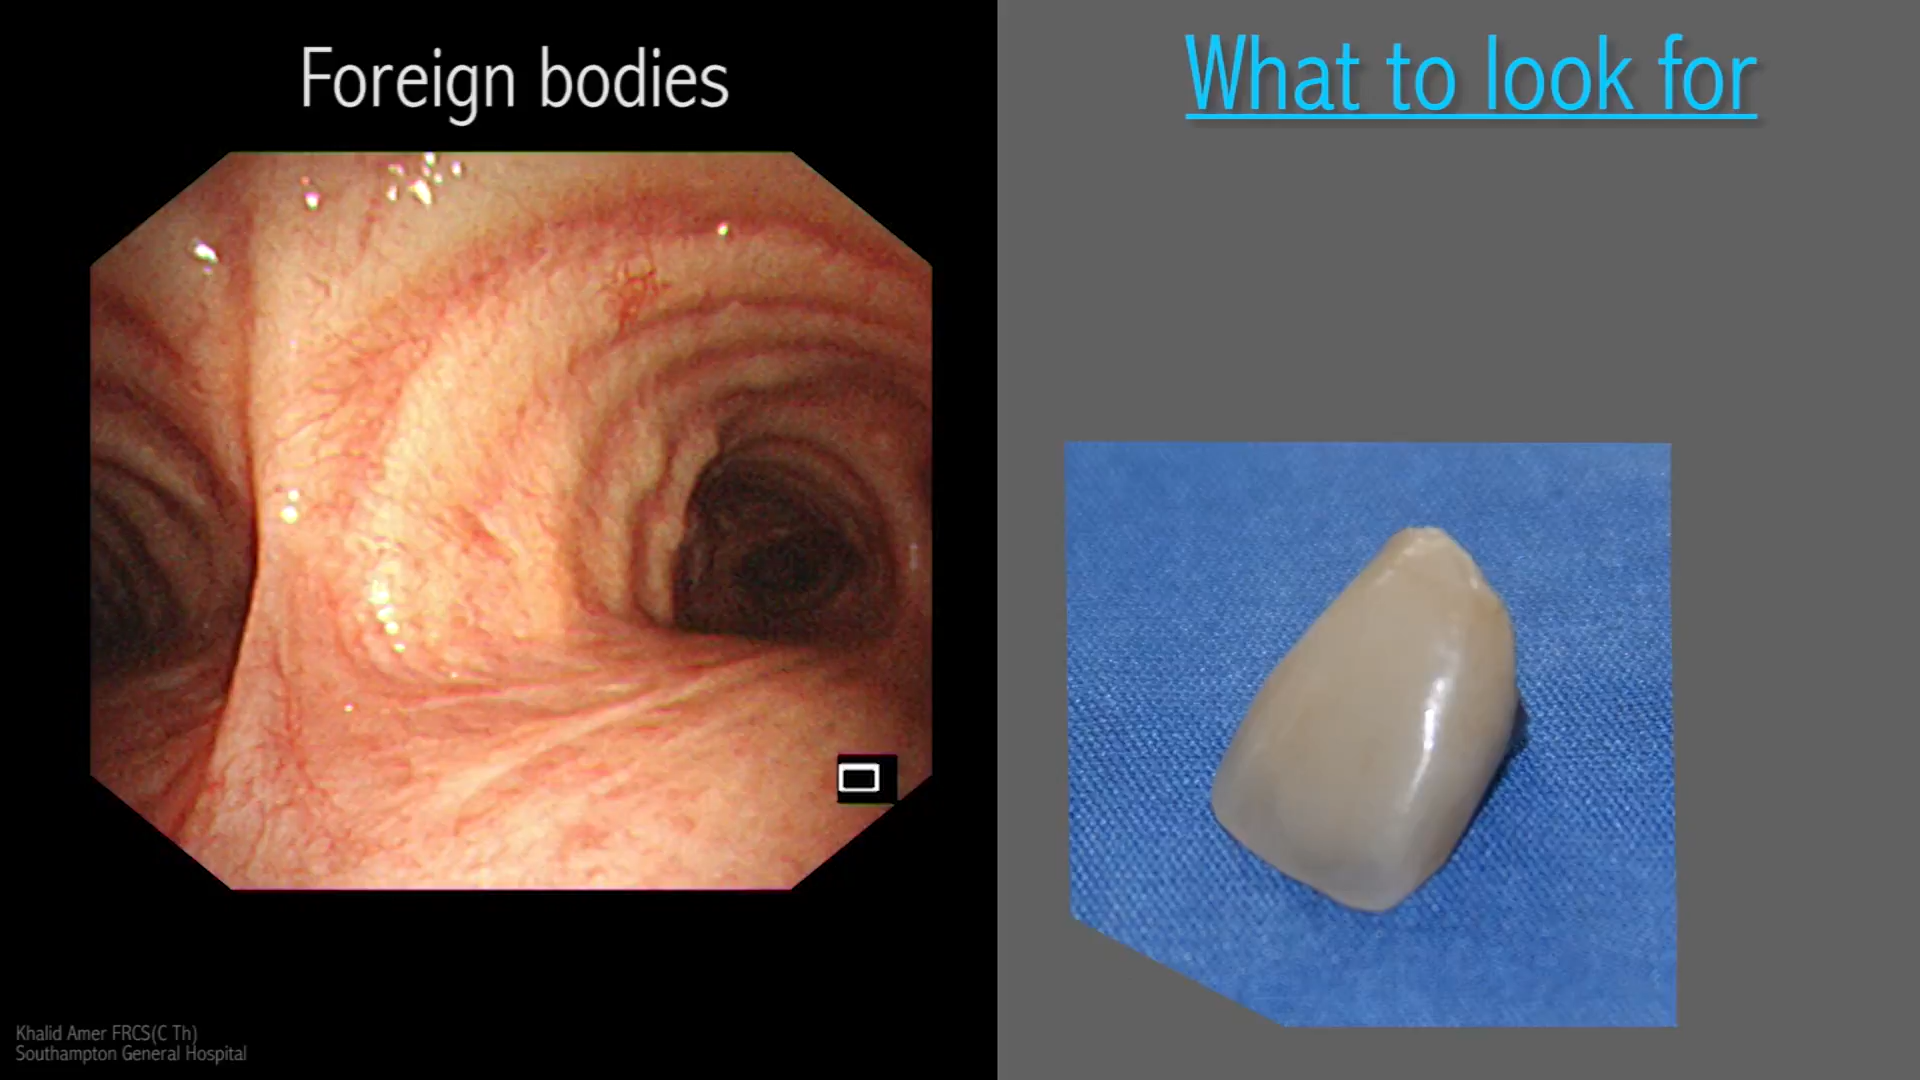 Foreign bodies
What to look for
Khalid Amer FRCS(C Th)
Southampton General Hospital